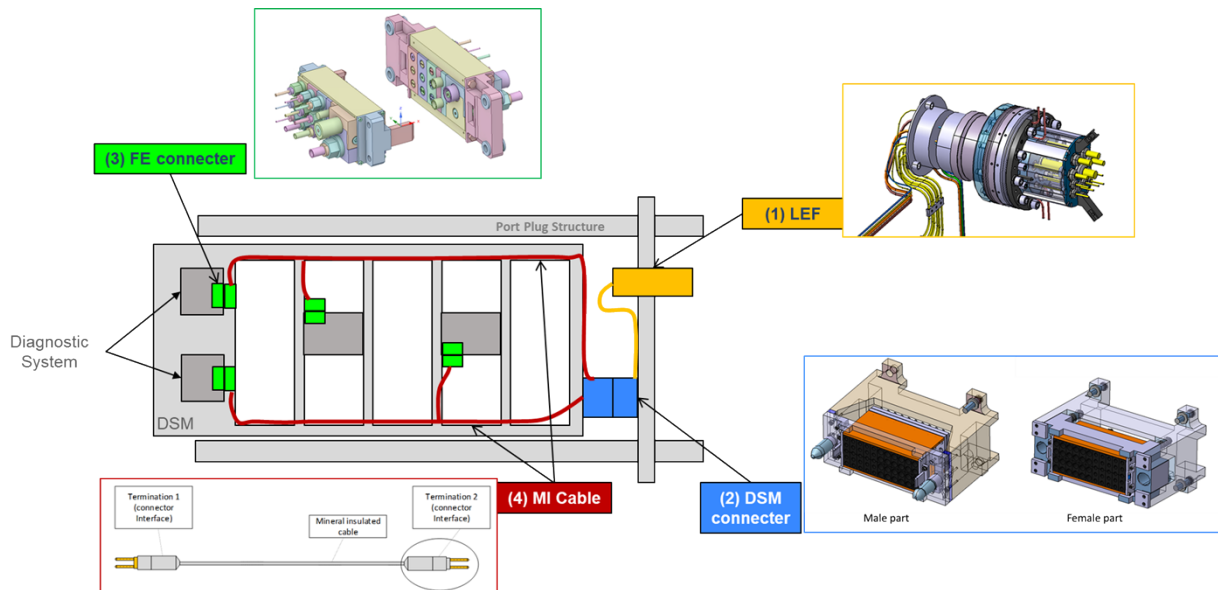 (3) FE connecter
(1) LEF
Port Plug Structure
Diagnostic
System
DSM
(4) MI Cable
(2) DSM
connecter
Male part
Female part
Termination 1
(connector
Interface)
Mineral insulated
cable
Termination 2
(connector
Interface)